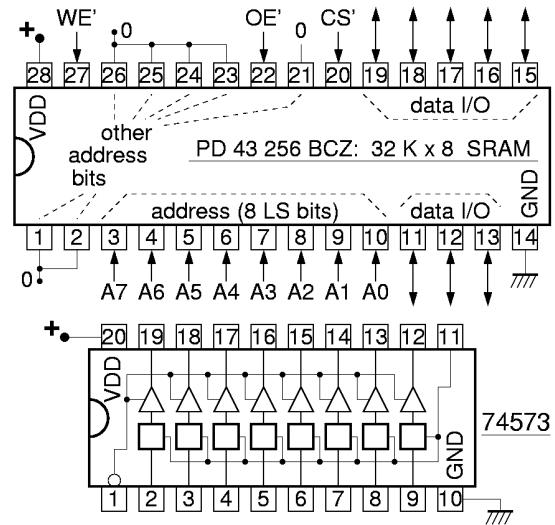 + WE' 0 OE' 0 CS'
28 27 26 25 24 23 22 21 20 19 18 17 16 15
VDD
other
address
bits
data I/O
PD 43 256 BCZ: 32 K x 8 SRAM
GND
address (8 LS bits)
data I/O
1 2 3 4 5 6 7 8 9 10 11 12 13 14
0 A7 A6 A5 A4 A3 A2 A1 A0
+ 20 19 18 17 16 15 14 13 12 11
VDD
74573
GND
1 2 3 4 5 6 7 8 9 10